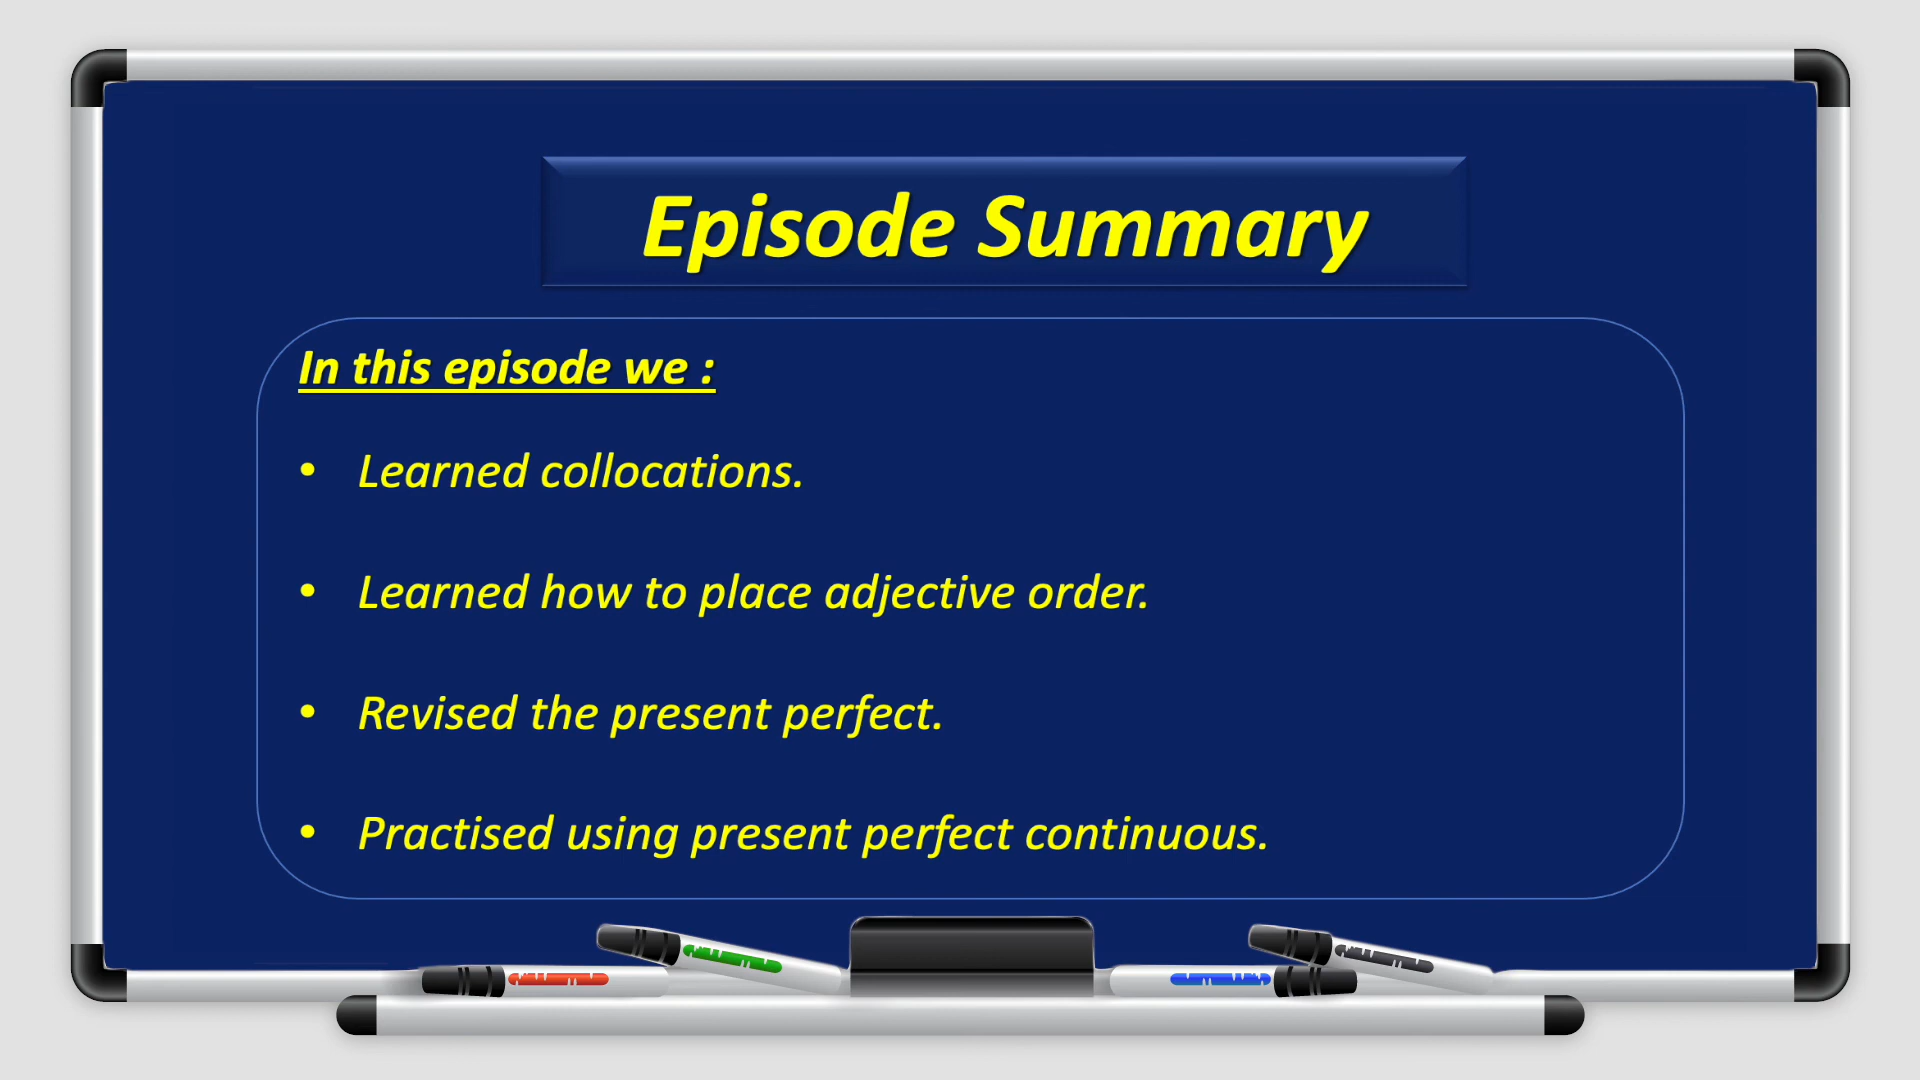 Episode Summary
In this episode we :
• Learned collocations.
• Learned how to place adjective order.
• Revised the present perfect.
• Practised using present perfect continuous.